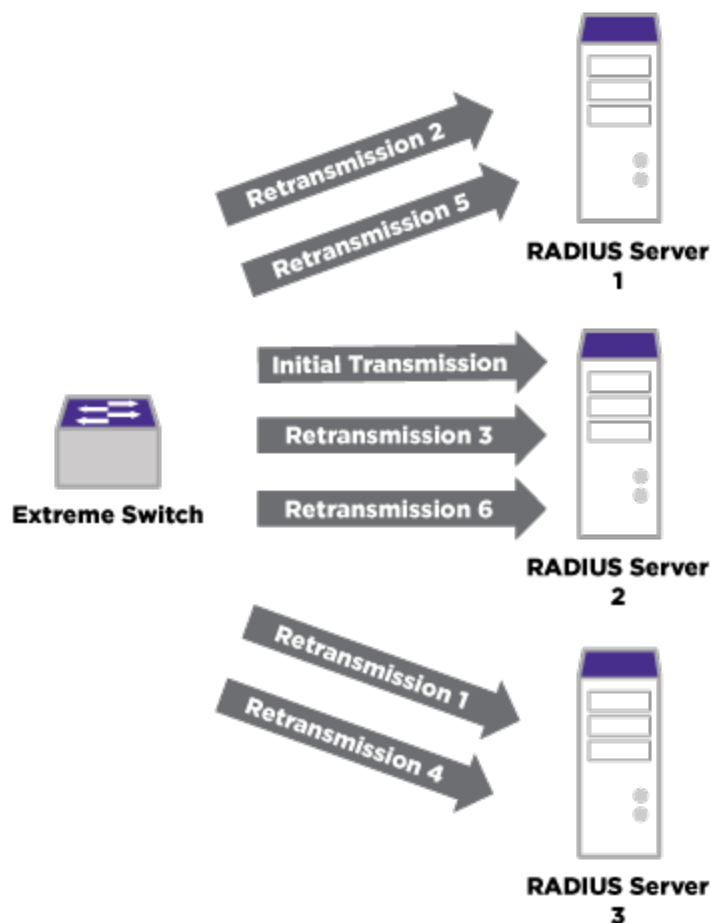 Retransmission 2
Retransmission 5
RADIUS Server
1
Initial Transmission
Retransmission 3
Retransmission 6
Extreme Switch
RADIUS Server
2
Retransmission 1
Retransmission 4
RADIUS Server
3